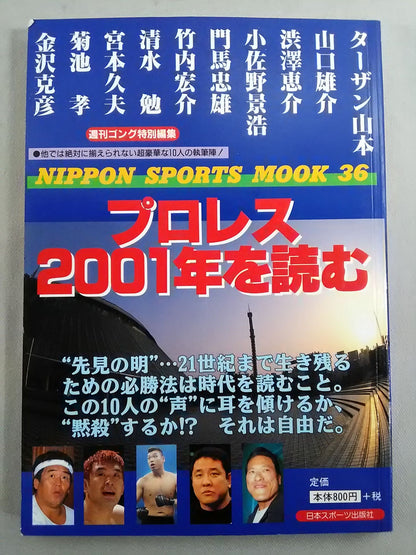 ターザン山本
山口雄介
渋澤恵介
小佐野景浩
門馬忠雄
竹内宏介
清水 勉
宮本久夫
菊池 孝
金沢克彦
週刊ゴング特別編集
●他では絶対に揃えられない超豪華な10人の執筆陣!
NIPPON SPORTS MOOK 36
プロレス
2001年を読む
“先見の明”…21世紀まで生き残る
ための必勝法は時代を読むこと。
この10人の“声”に耳を傾けるか、
“黙殺”するか!? それは自由だ。
定価
本体800円+税
日本スポーツ出版社